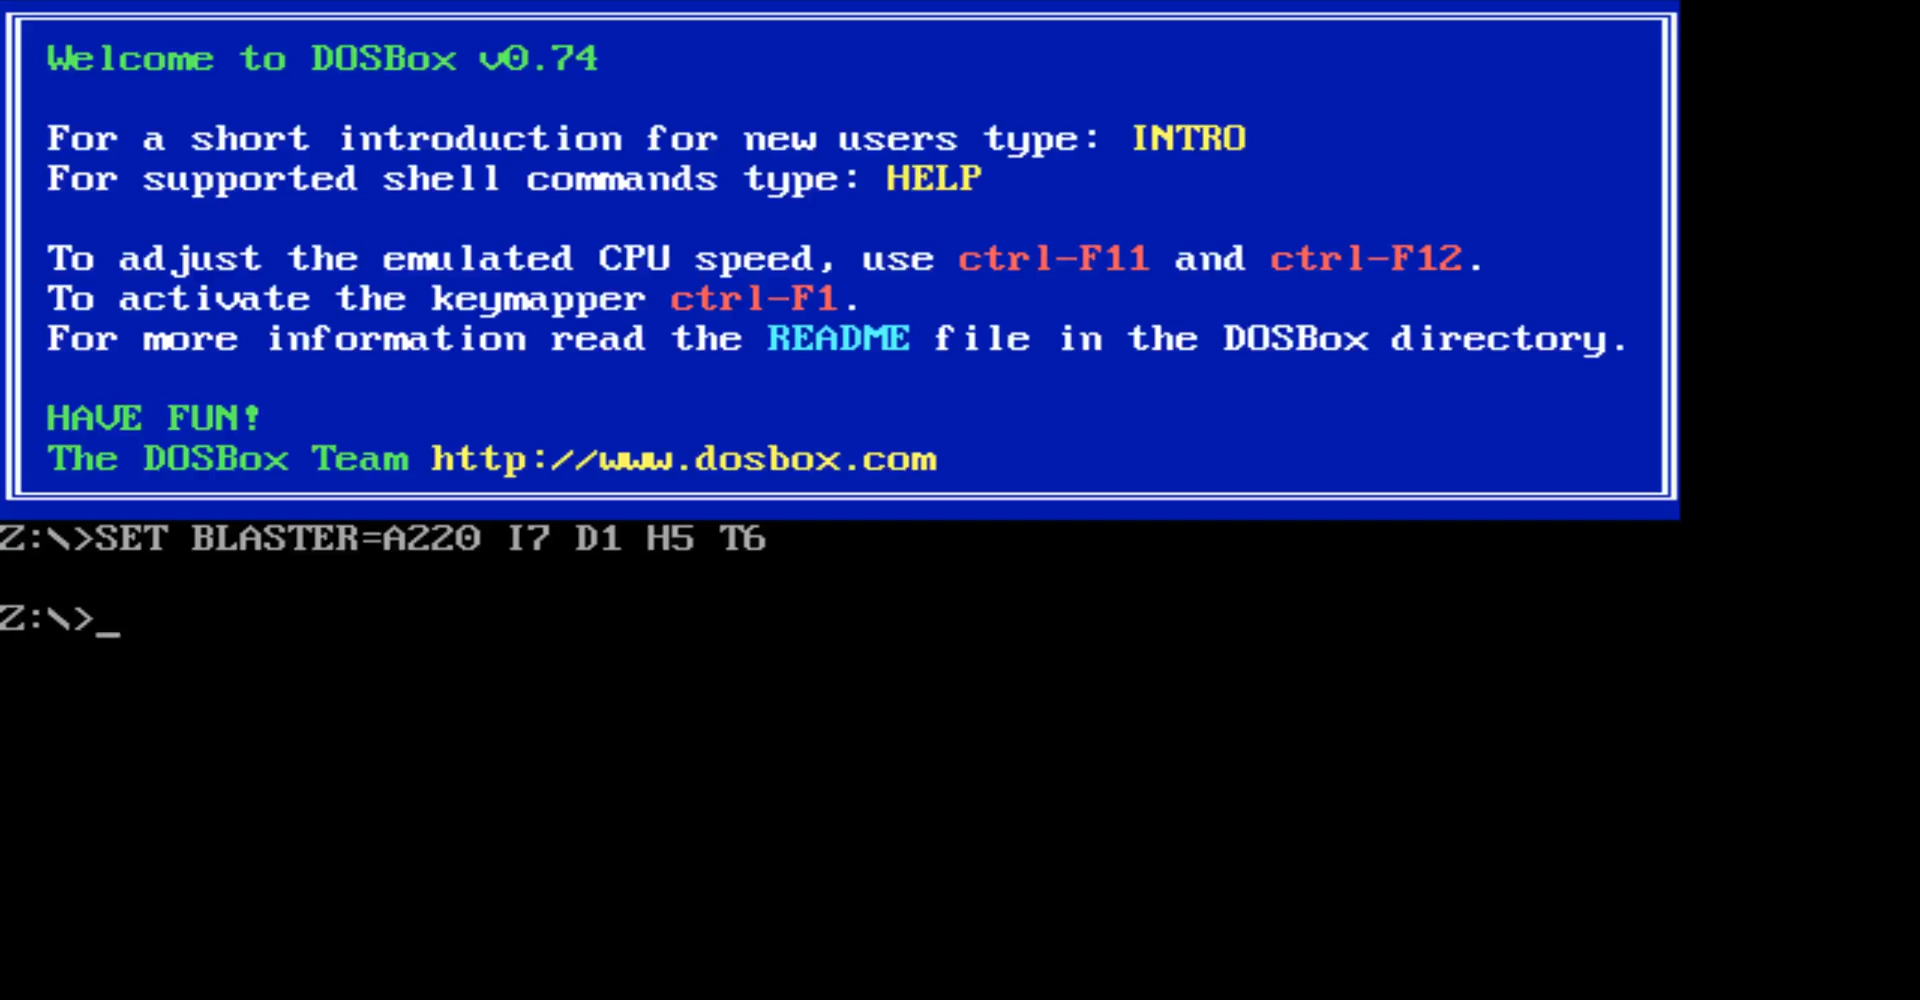 Welcome to DOSBox v0.74
For a short introduction for new users type: INTRO
For supported shell commands type: HELP
To adjust the emulated CPU speed, use ctrl-F11 and ctrl-F12.
To activate the keymapper ctrl-F1.
For more information read the README file in the DOSBox directory.
HAVE FUN!
The DOSBox Team http://www.dosbox.com
Z:\>SET BLASTER=A220 I7 D1 H5 T6
Z:\>_